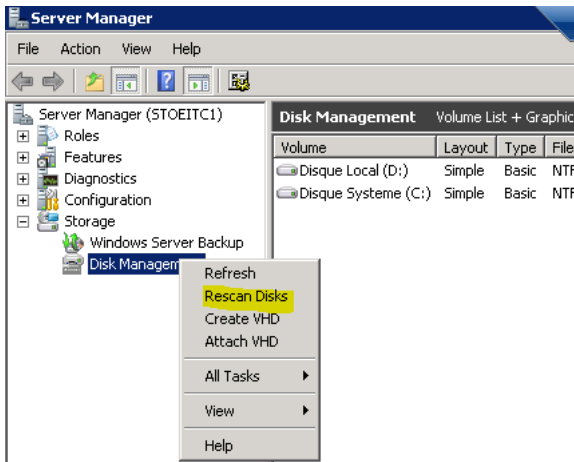 Server Manager
File Action View Help
Server Manager (STOEITC1)
Roles
Features
Diagnostics
Configuration
Storage
Windows Server Backup
Disk Managem
Disk Management Volume List + Graphic
Volume Layout Type File
Disque Local (D:) Simple Basic NTF
Disque Systeme (C:) Simple Basic NTF
Refresh
Rescan Disks
Create VHD
Attach VHD
All Tasks
View
Help